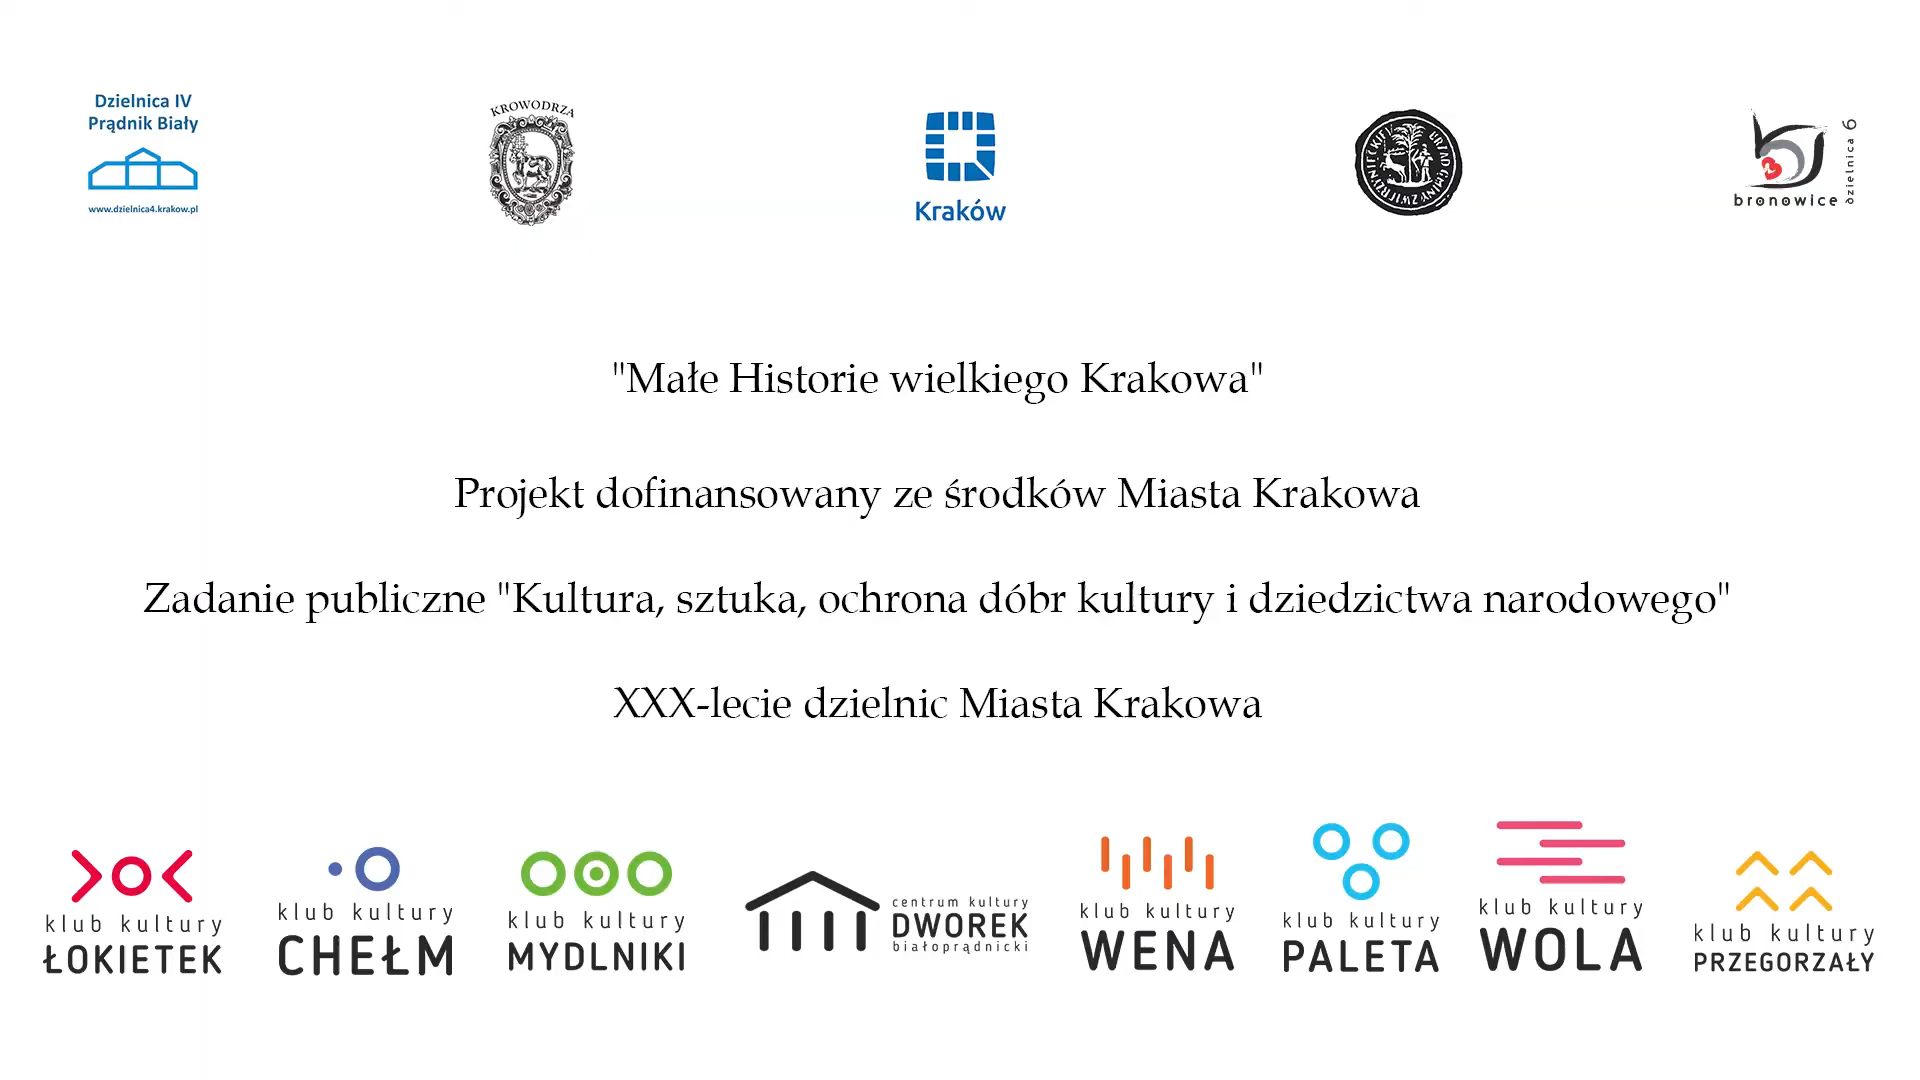 Dzielnica IV
Prądnik Biały
www.dzielnica4.krakow.pl
KROWODRZA
Kraków
URZĄD GMINY ZWIERZYNIECKIEJ
bronowice
dzielnica 6
"Małe Historie wielkiego Krakowa"
Projekt dofinansowany ze środków Miasta Krakowa
Zadanie publiczne "Kultura, sztuka, ochrona dóbr kultury i dziedzictwa narodowego"
XXX-lecie dzielnic Miasta Krakowa
klub kultury
ŁOKIETEK
klub kultury
CHEŁM
klub kultury
MYDLNIKI
centrum kultury
DWOREK
białoprądnicki
klub kultury
WENA
klub kultury
PALETA
klub kultury
WOLA
klub kultury
PRZEGORZAŁY